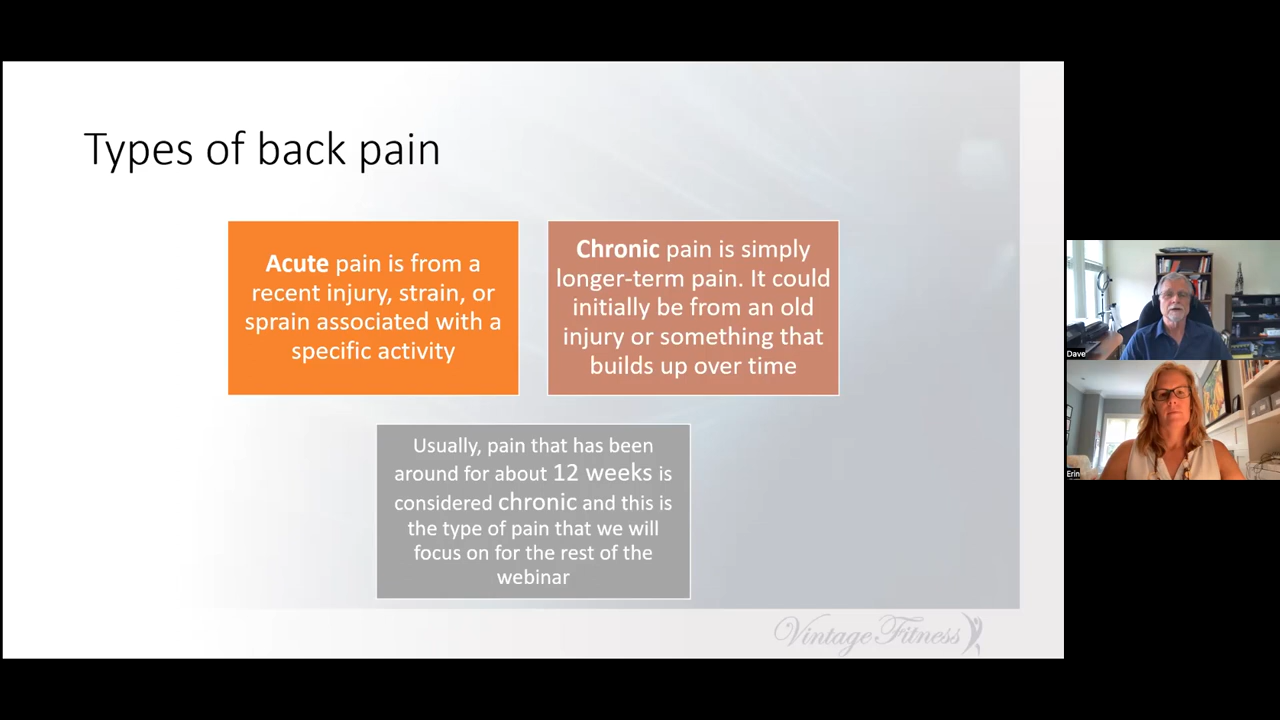 Types of back pain
Acute pain is from a
recent injury, strain, or
sprain associated with a
specific activity
Chronic pain is simply
longer-term pain. It could
initially be from an old
injury or something that
builds up over time
Usually, pain that has been
around for about 12 weeks is
considered chronic and this is
the type of pain that we will
focus on for the rest of the
webinar
Vintage Fitness
Dave
Erin